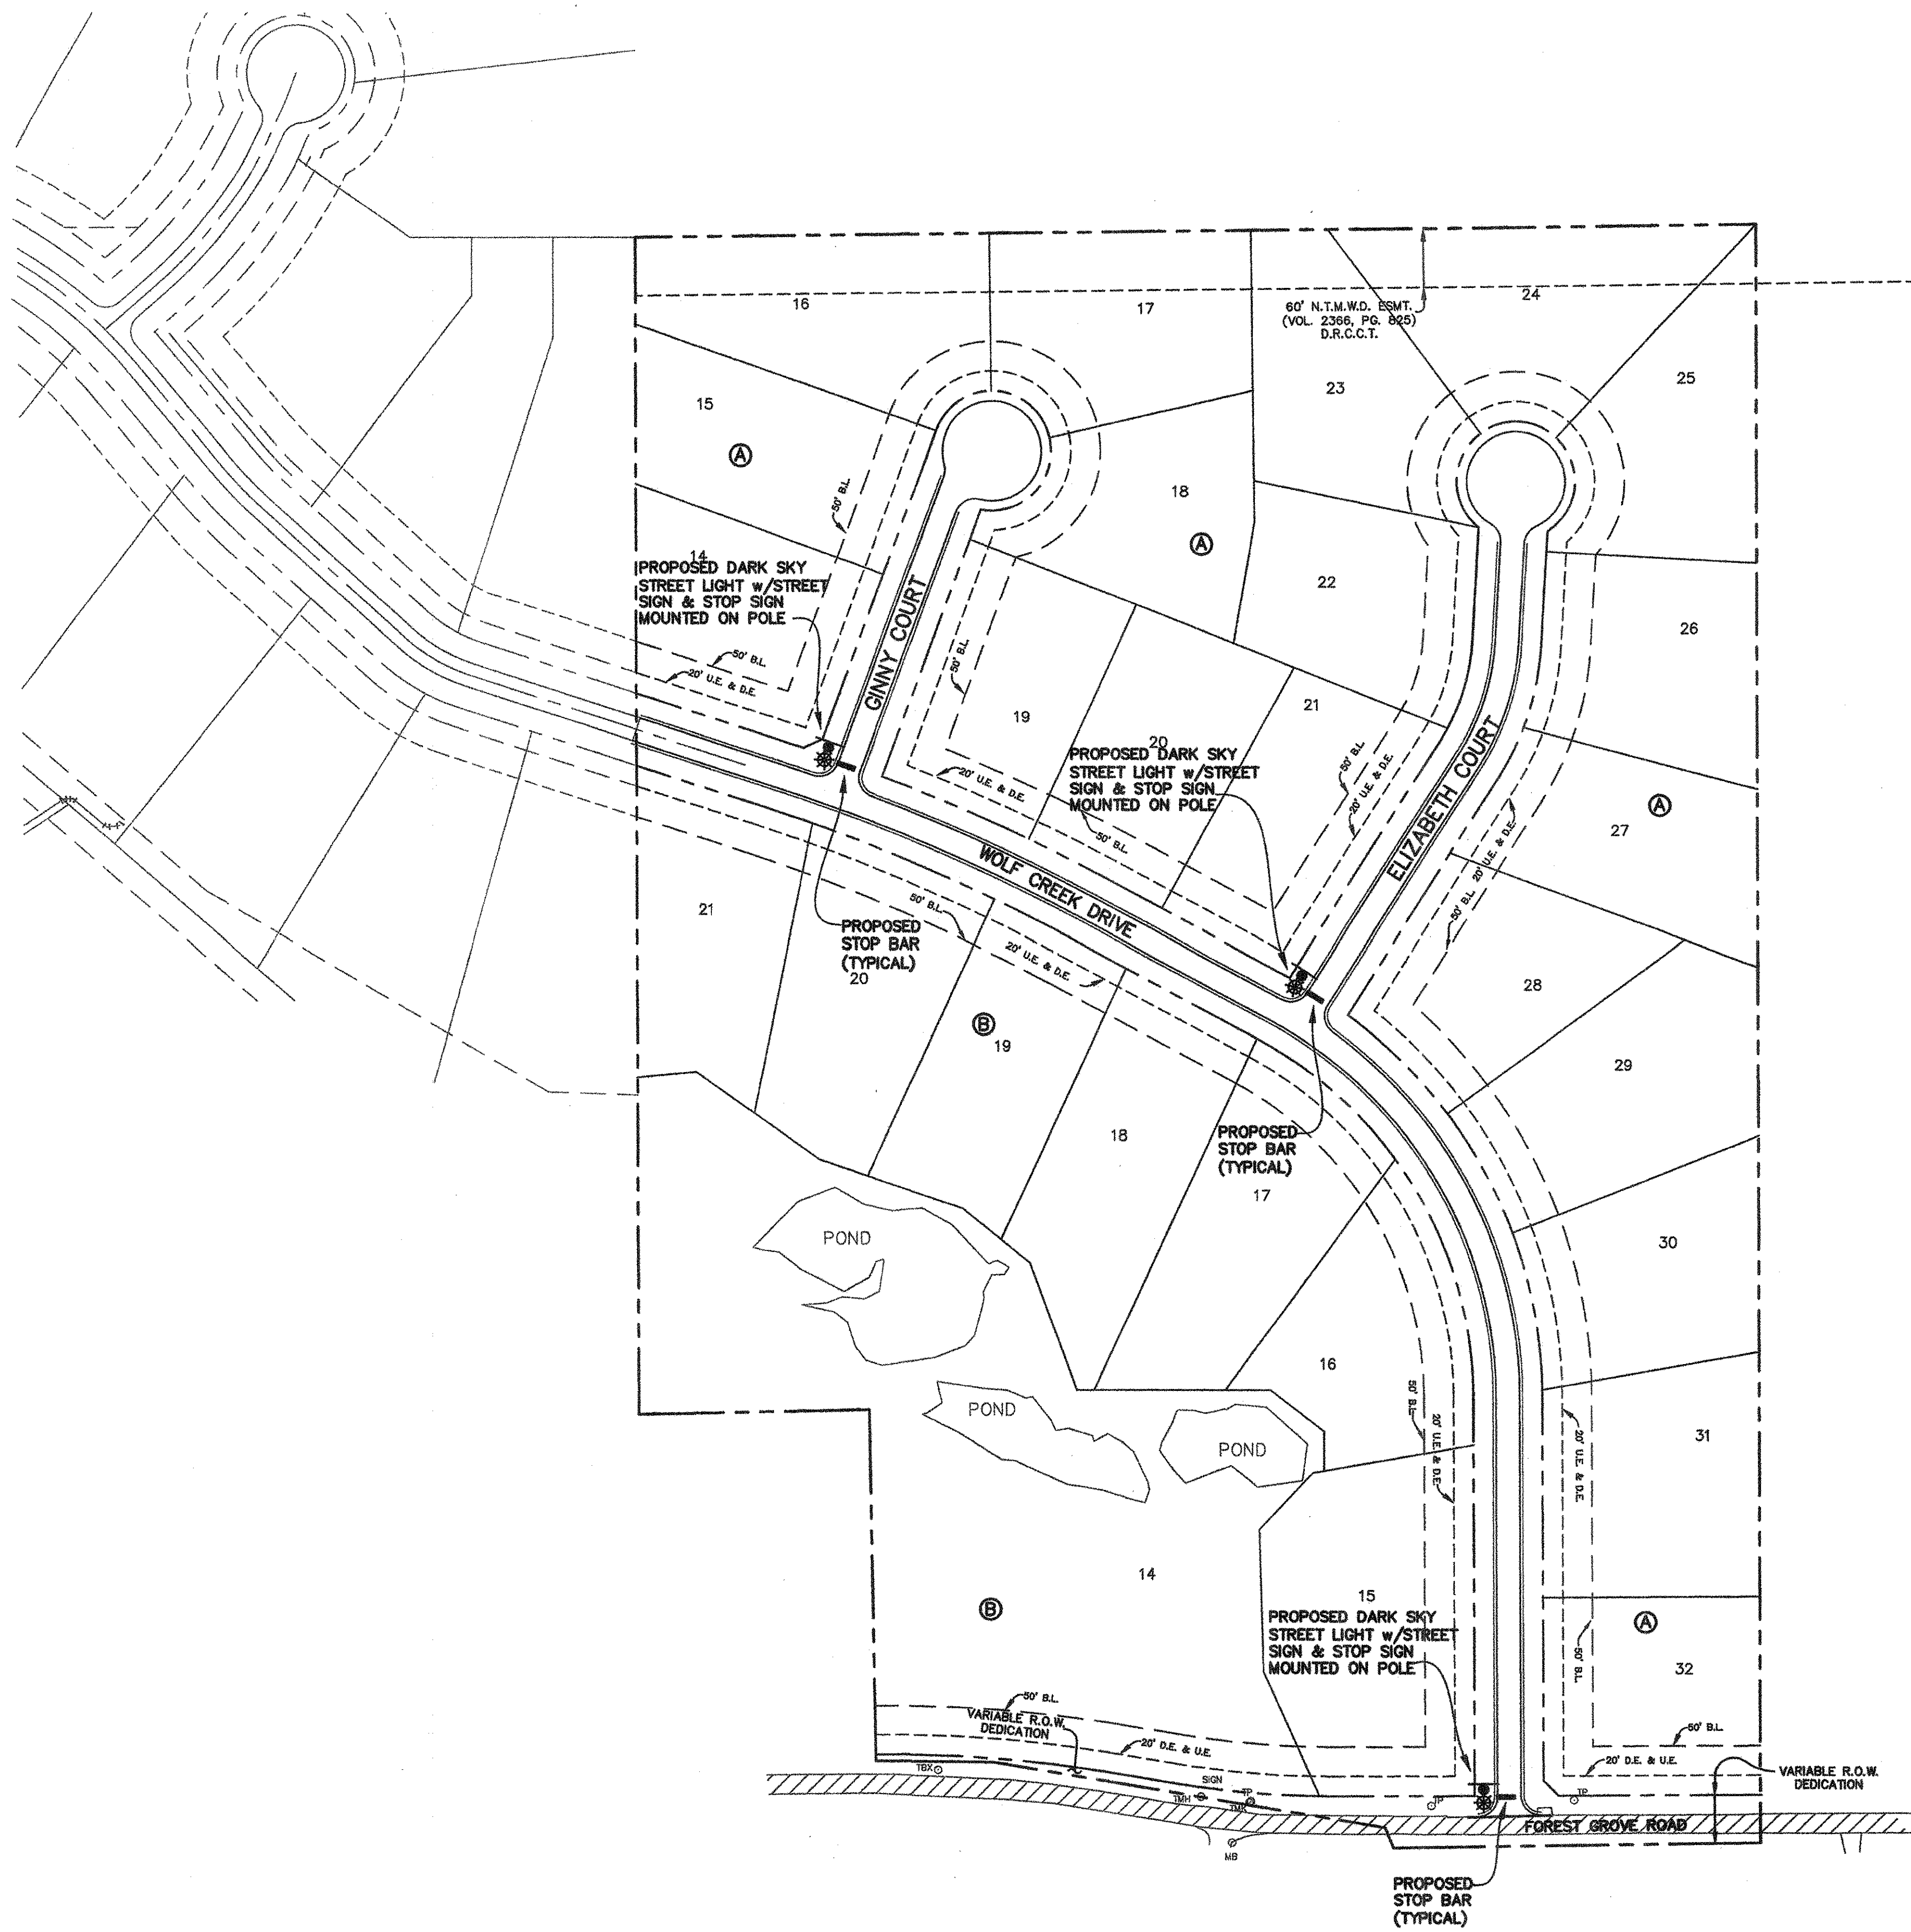 16
17
24
60' N.T.M.W.D. ESMT.
(VOL. 2366, PG. 825)
D.R.C.C.T.
15
23
25
A
50' B.L.
18
A
14
PROPOSED DARK SKY
STREET LIGHT w/STREET
SIGN & STOP SIGN
MOUNTED ON POLE
GINNY COURT
22
26
50' B.L.
20' U.E. & D.E.
50' B.L.
19
21
20
PROPOSED DARK SKY
STREET LIGHT w/STREET
SIGN & STOP SIGN
MOUNTED ON POLE
50' B.L.
20' U.E. & D.E.
ELIZABETH COURT
20' U.E. & D.E.
50' B.L.
A
27
20' U.E. & D.E.
50' B.L.
WOLF CREEK DRIVE
21
50' B.L.
PROPOSED
STOP BAR
(TYPICAL)
20
20' U.E. & D.E.
28
B
19
29
18
PROPOSED
STOP BAR
(TYPICAL)
17
POND
30
16
50' B.L.
20' U.E. & D.E.
POND
POND
20' U.E. & D.E.
31
14
B
15
PROPOSED DARK SKY
STREET LIGHT w/STREET
SIGN & STOP SIGN
MOUNTED ON POLE
A
50' B.L.
32
50' B.L.
VARIABLE R.O.W.
DEDICATION
20' D.E. & U.E.
50' B.L.
20' D.E. & U.E.
VARIABLE R.O.W.
DEDICATION
TBX
SIGN
TMH
TP
TP
TP
FOREST GROVE ROAD
MB
PROPOSED
STOP BAR
(TYPICAL)